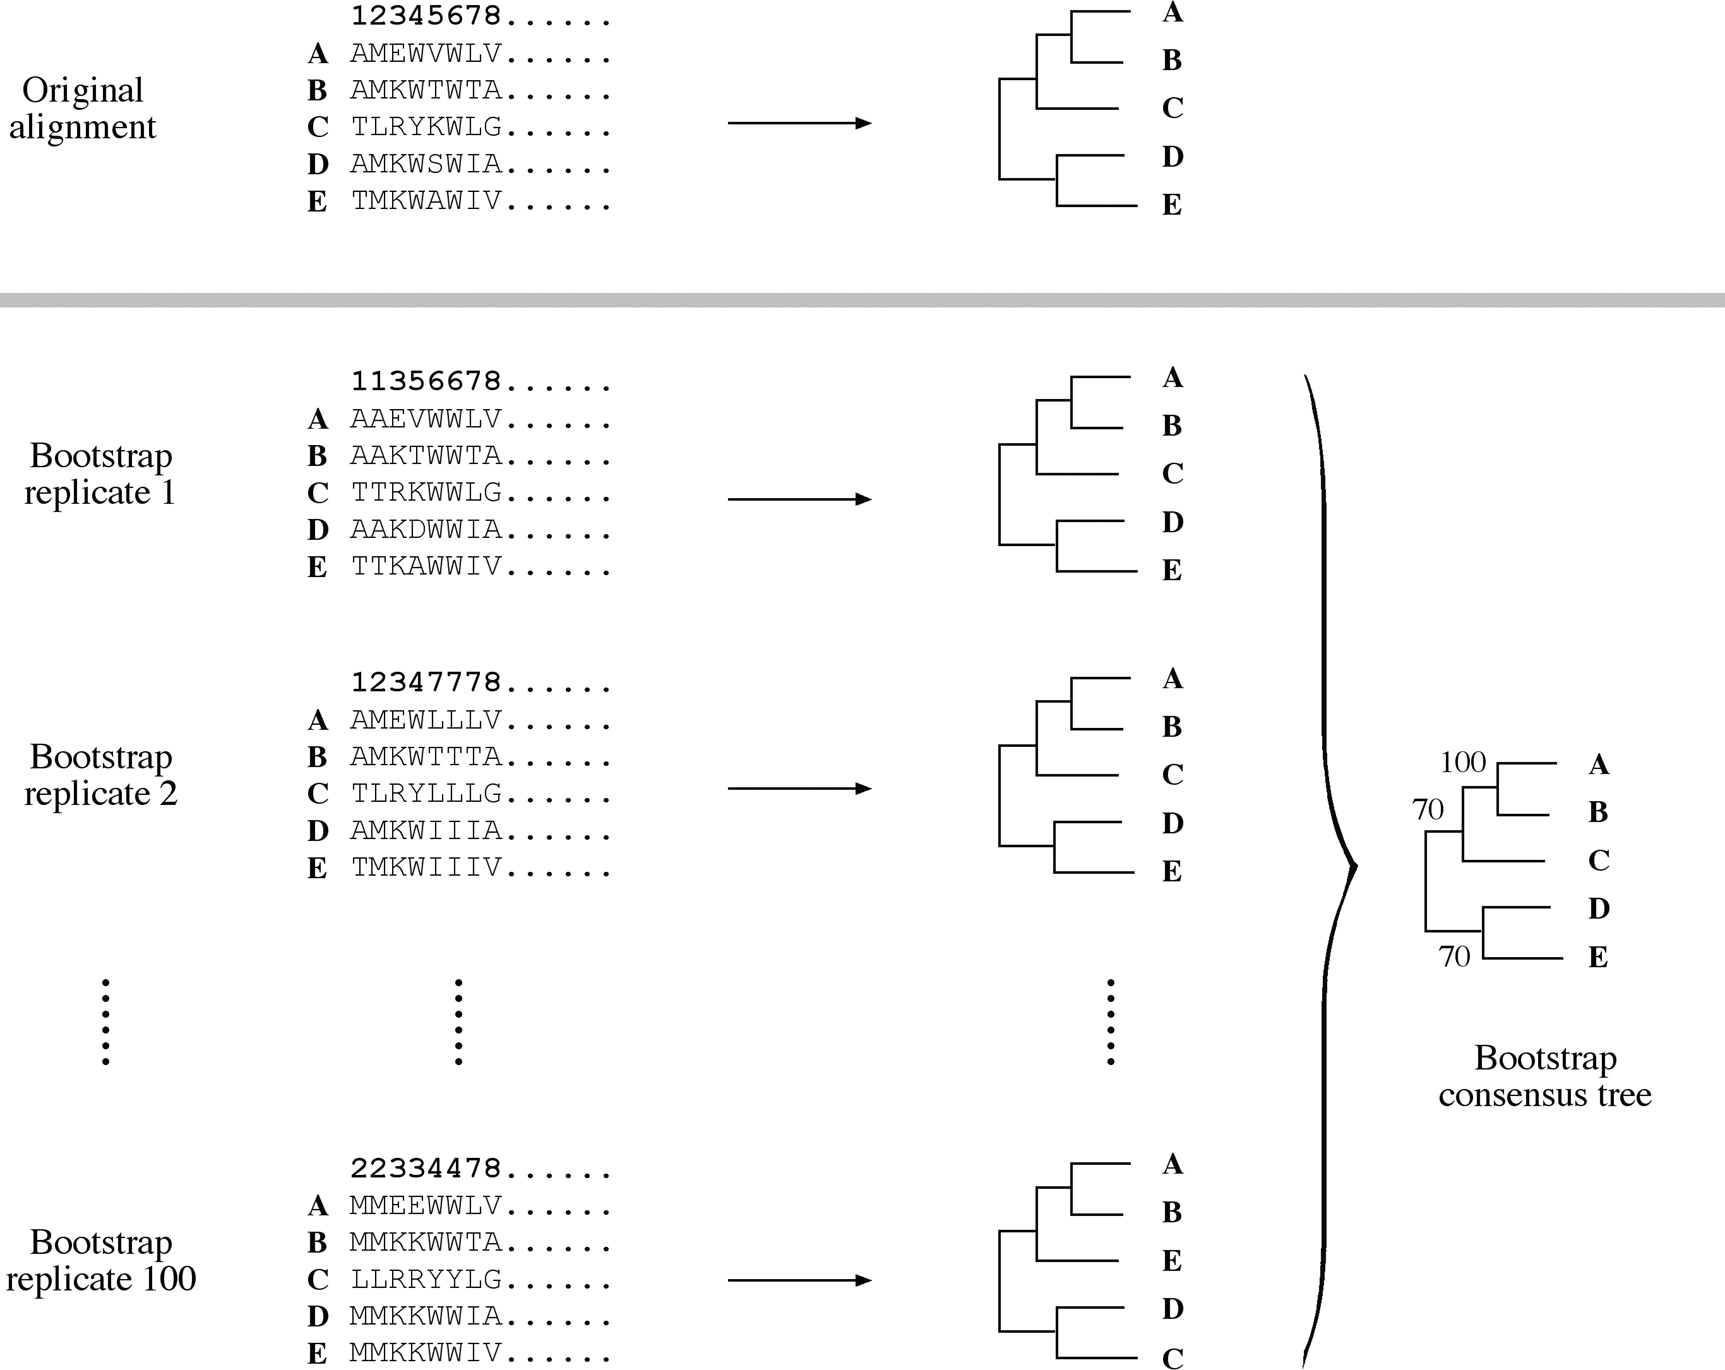 12345678......
A AMEWVWLV......
B AMKWTWTA......
C TLRYKWLG......
D AMKWSWIA......
E TMKWAWIV......
Original
alignment
A
B
C
D
E
11356678......
A AAEVWWLV......
B AAKTWWTA......
C TTRKWWLG......
D AAKDWWIA......
E TTKAWWIV......
Bootstrap
replicate 1
A
B
C
D
E
12347778......
A AMEWLLLV......
B AMKWTTTA......
C TLRYLLLG......
D AMKWIIIA......
E TMKWIIIV......
Bootstrap
replicate 2
A
B
C
D
E
22334478......
A MMEEWWLV......
B MMKKWWTA......
C LLRRYYLG......
D MMKKWWIA......
E MMKKWWIV......
Bootstrap
replicate 100
A
B
E
D
C
100 A
70 B
C
D
70 E
Bootstrap
consensus tree